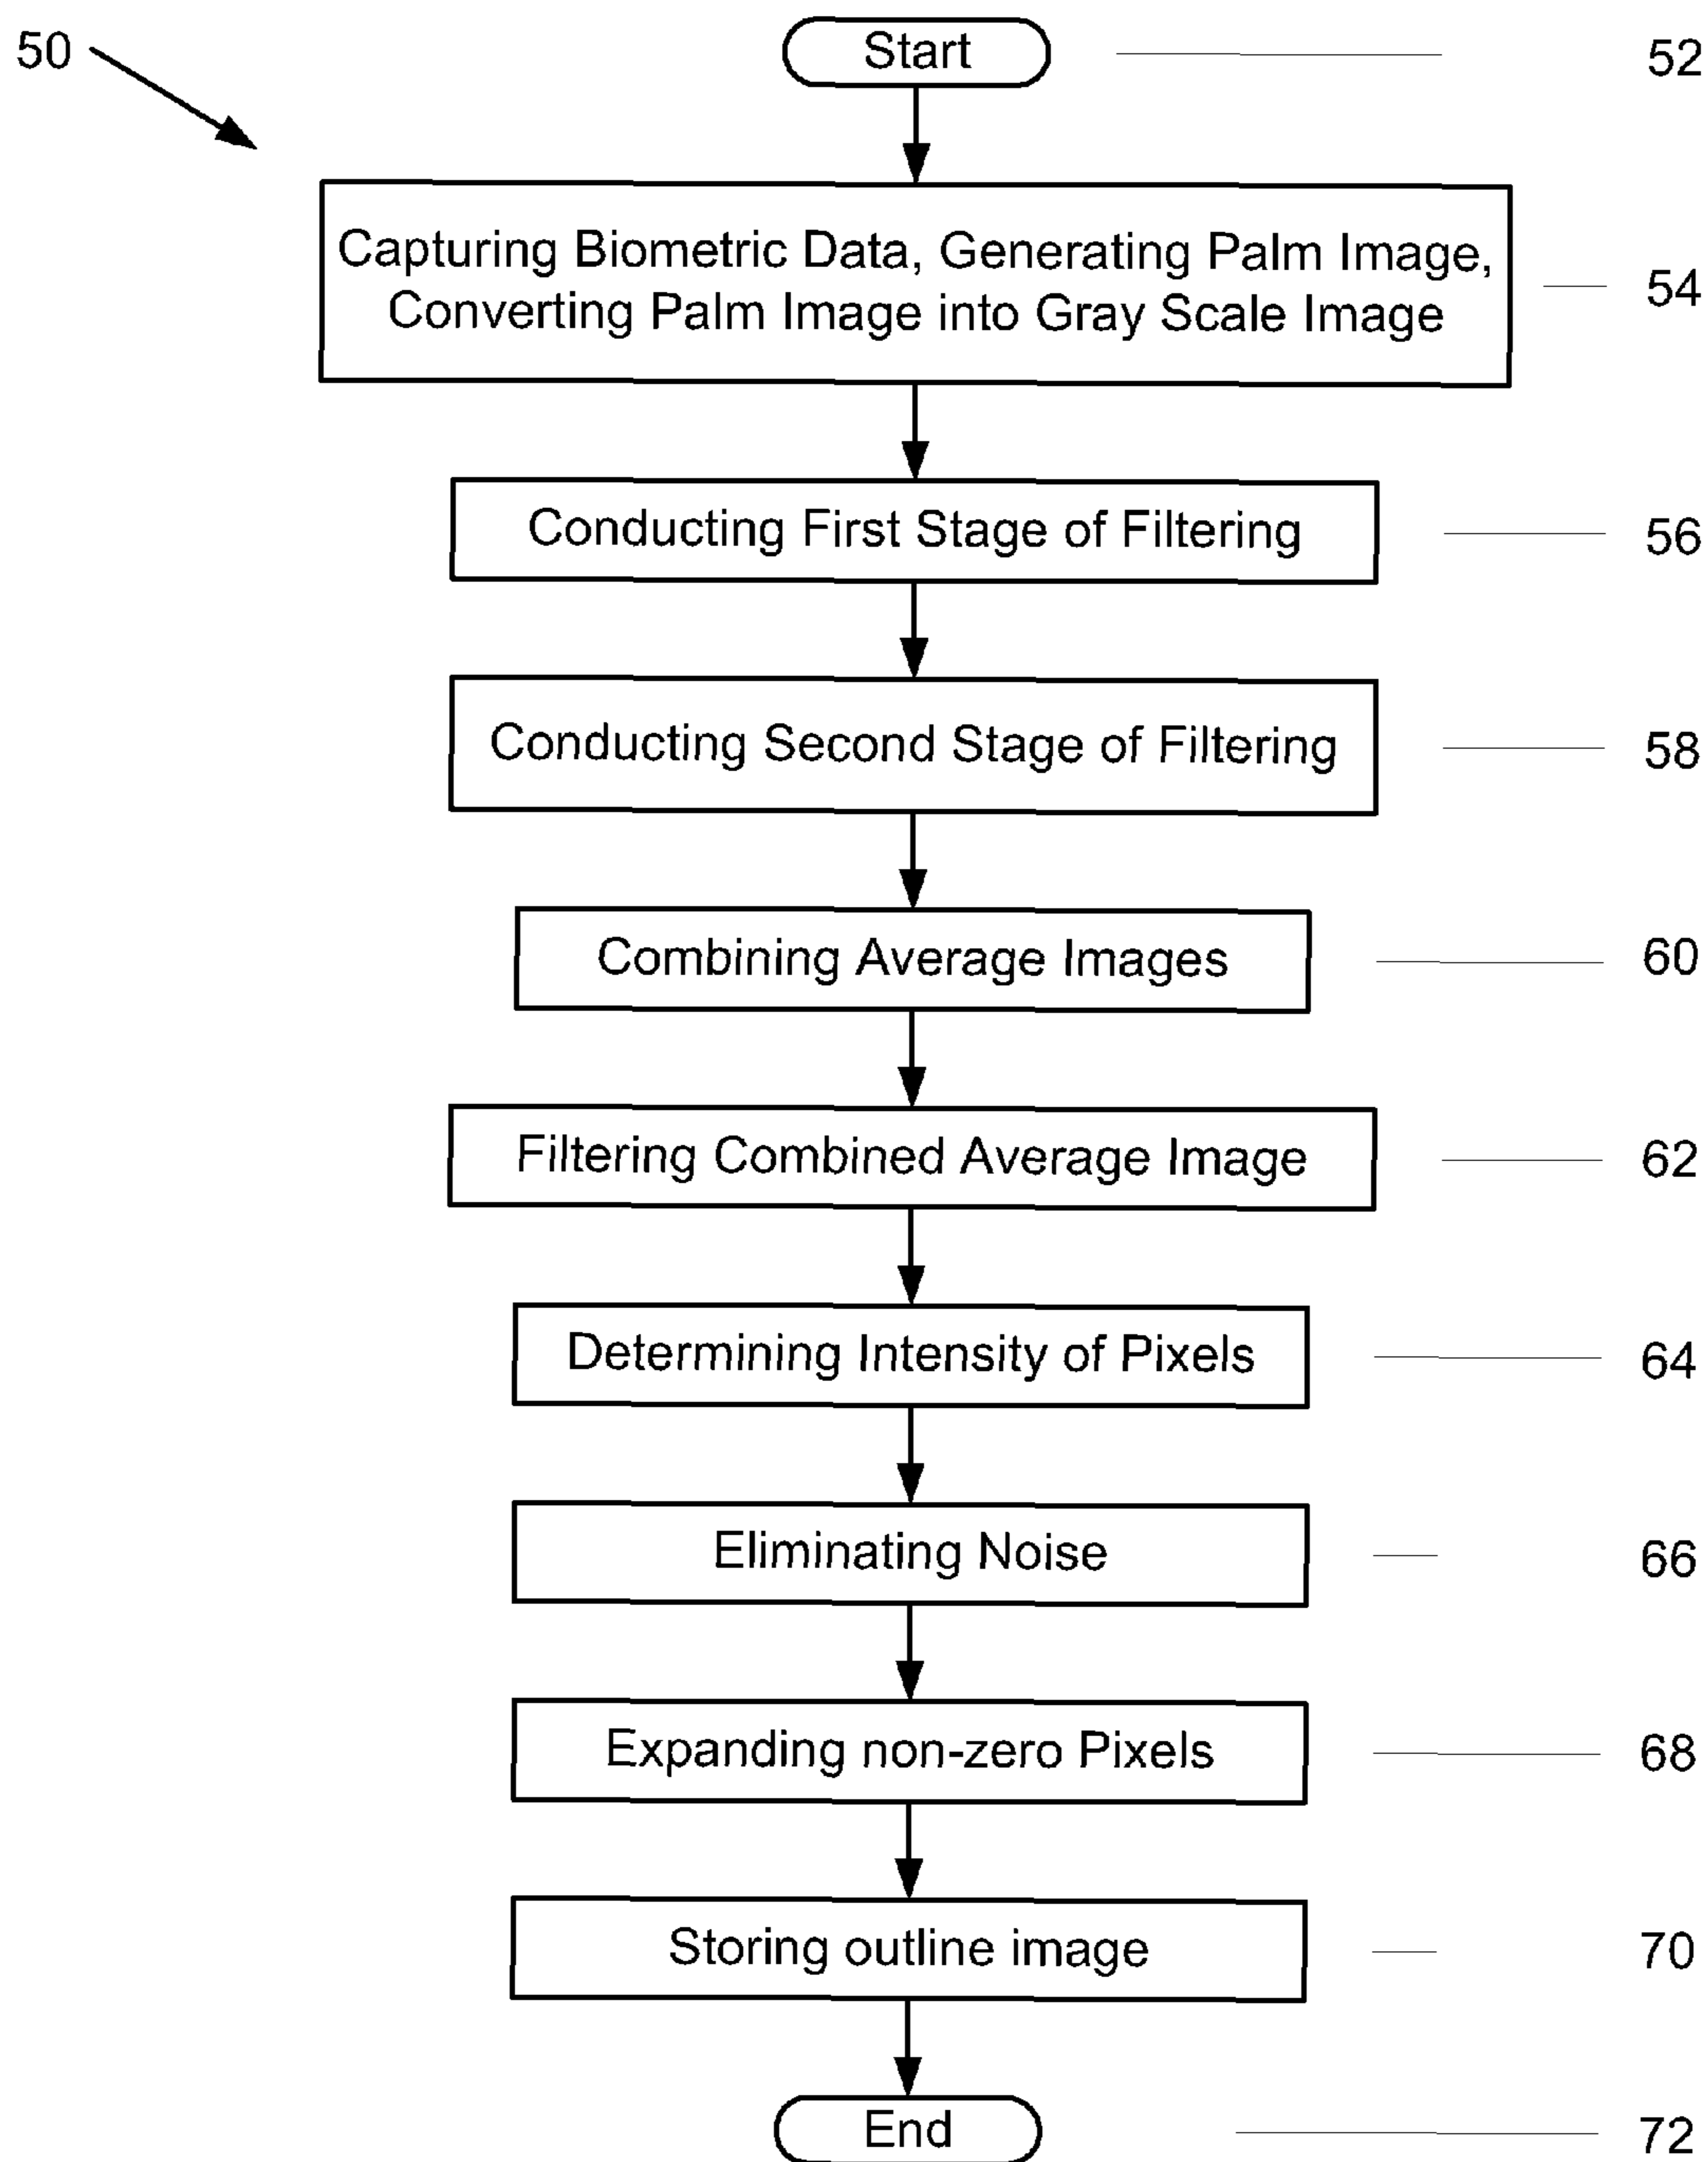 50
Start
52
Capturing Biometric Data, Generating Palm Image,
Converting Palm Image into Gray Scale Image
54
Conducting First Stage of Filtering
56
Conducting Second Stage of Filtering
58
Combining Average Images
60
Filtering Combined Average Image
62
Determining Intensity of Pixels
64
Eliminating Noise
66
Expanding non-zero Pixels
68
Storing outline image
70
End
72